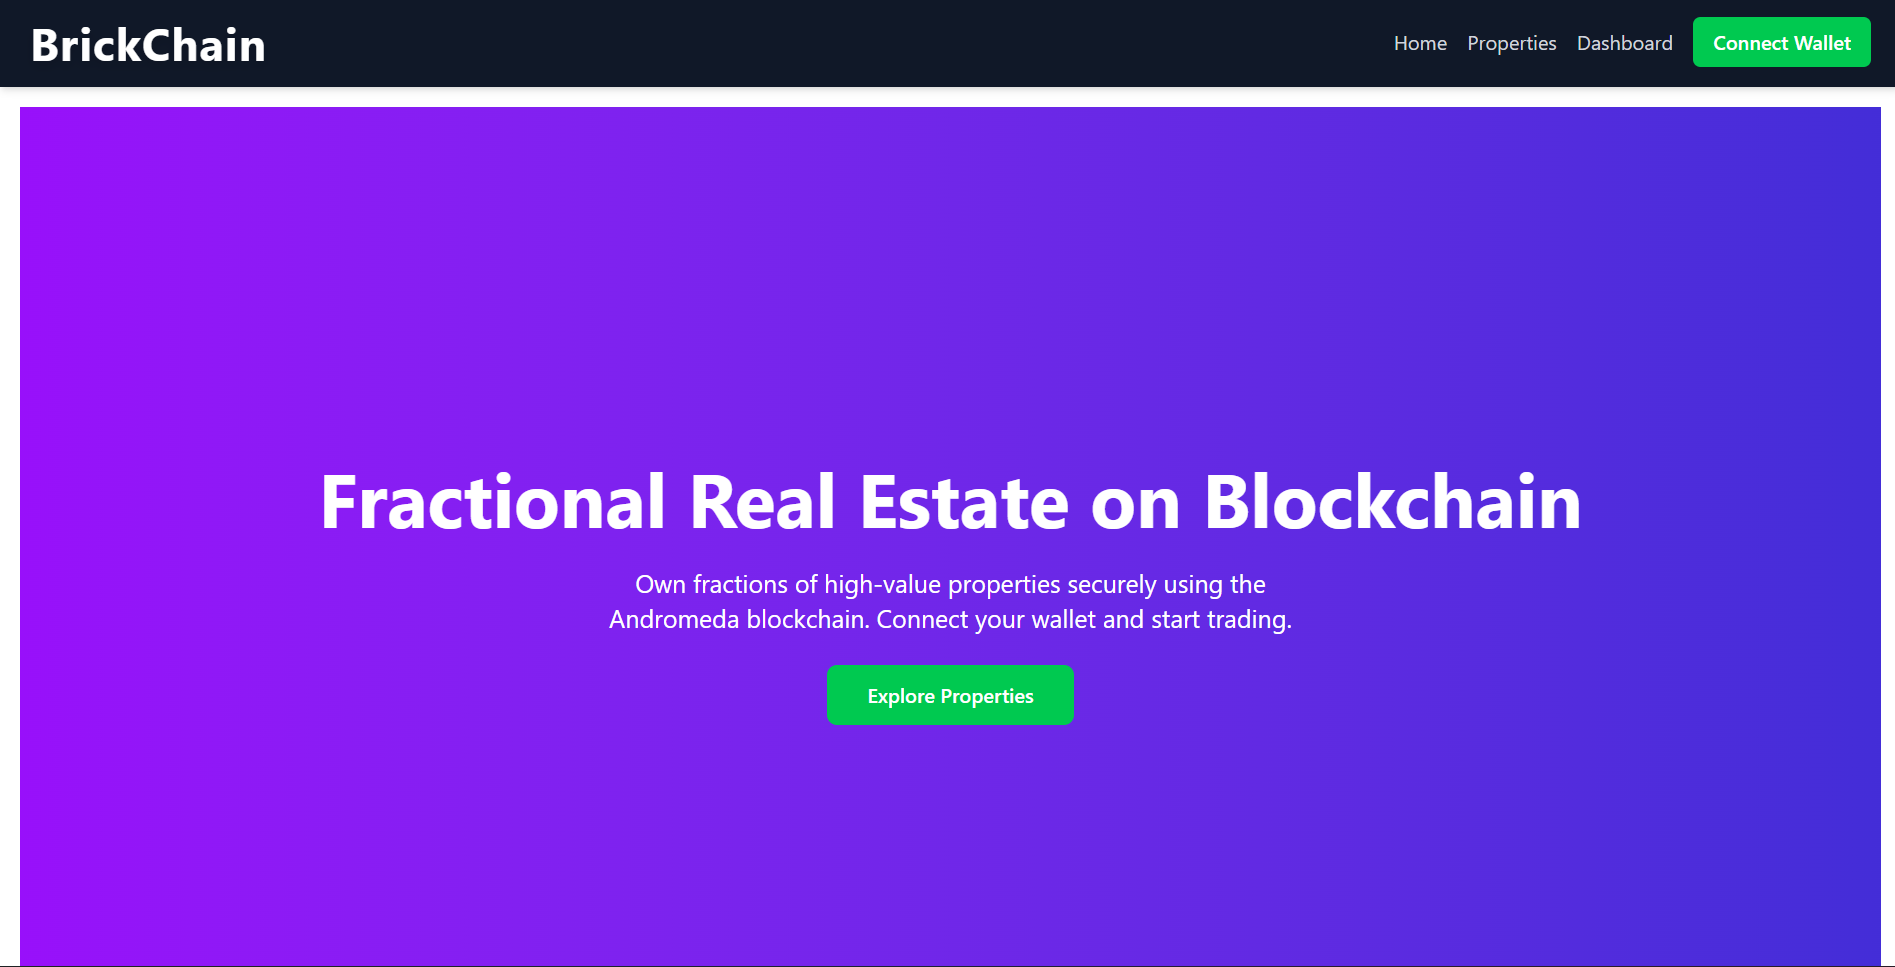 BrickChain
Home Properties Dashboard Connect Wallet
Fractional Real Estate on Blockchain
Own fractions of high-value properties securely using the
Andromeda blockchain. Connect your wallet and start trading.
Explore Properties